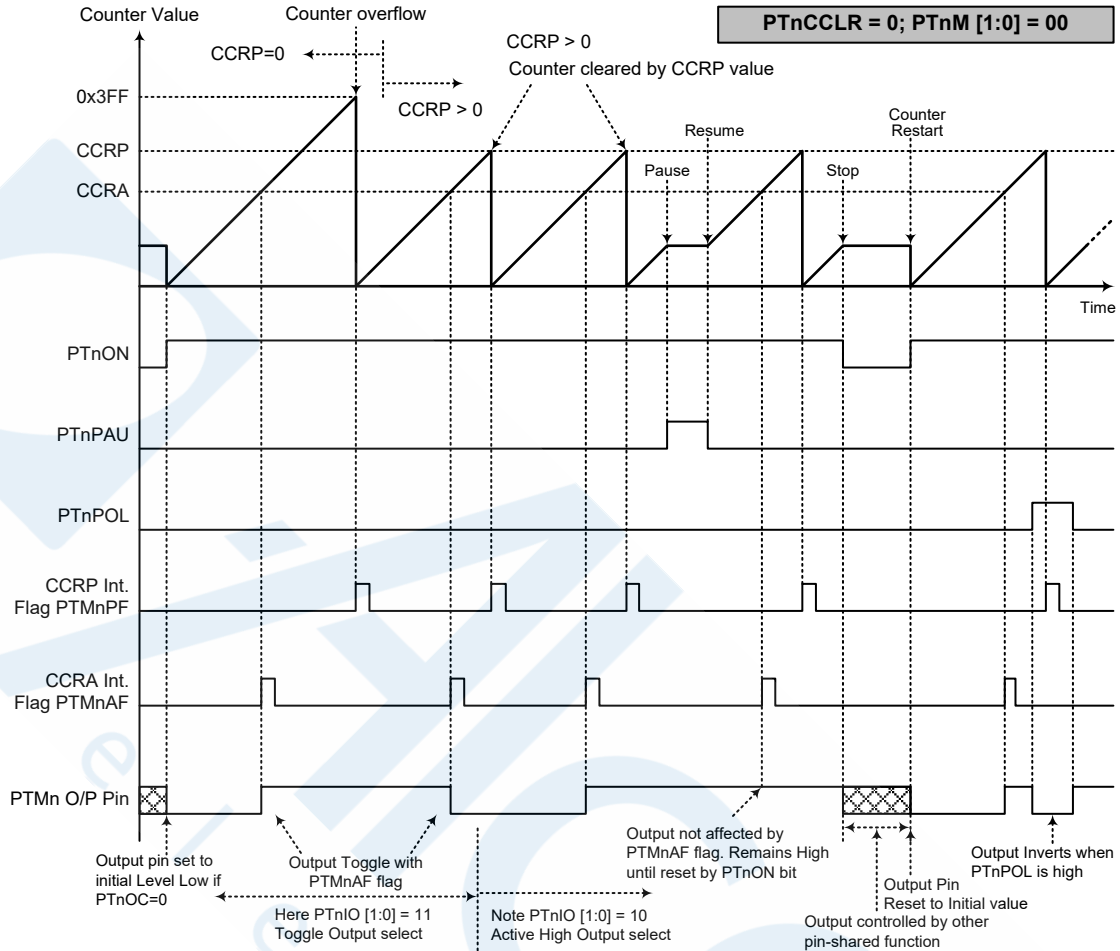 Counter Value
Counter overflow
PTnCCLR = 0; PTnM [1:0] = 00
CCRP=0
CCRP > 0
CCRP > 0
Counter cleared by CCRP value
0x3FF
CCRP
CCRA
Pause
Resume
Stop
Counter
Restart
Time
PTnON
PTnPAU
PTnPOL
CCRP Int.
Flag PTMnPF
CCRA Int.
Flag PTMnAF
PTMn O/P Pin
Output pin set to
initial Level Low if
PTnOC=0
Output Toggle with
PTMnAF flag
Here PTnIO [1:0] = 11
Toggle Output select
Note PTnIO [1:0] = 10
Active High Output select
Output not affected by
PTMnAF flag. Remains High
until reset by PTnON bit
Output controlled by other
pin-shared function
Output Pin
Reset to Initial value
Output Inverts when
PTnPOL is high